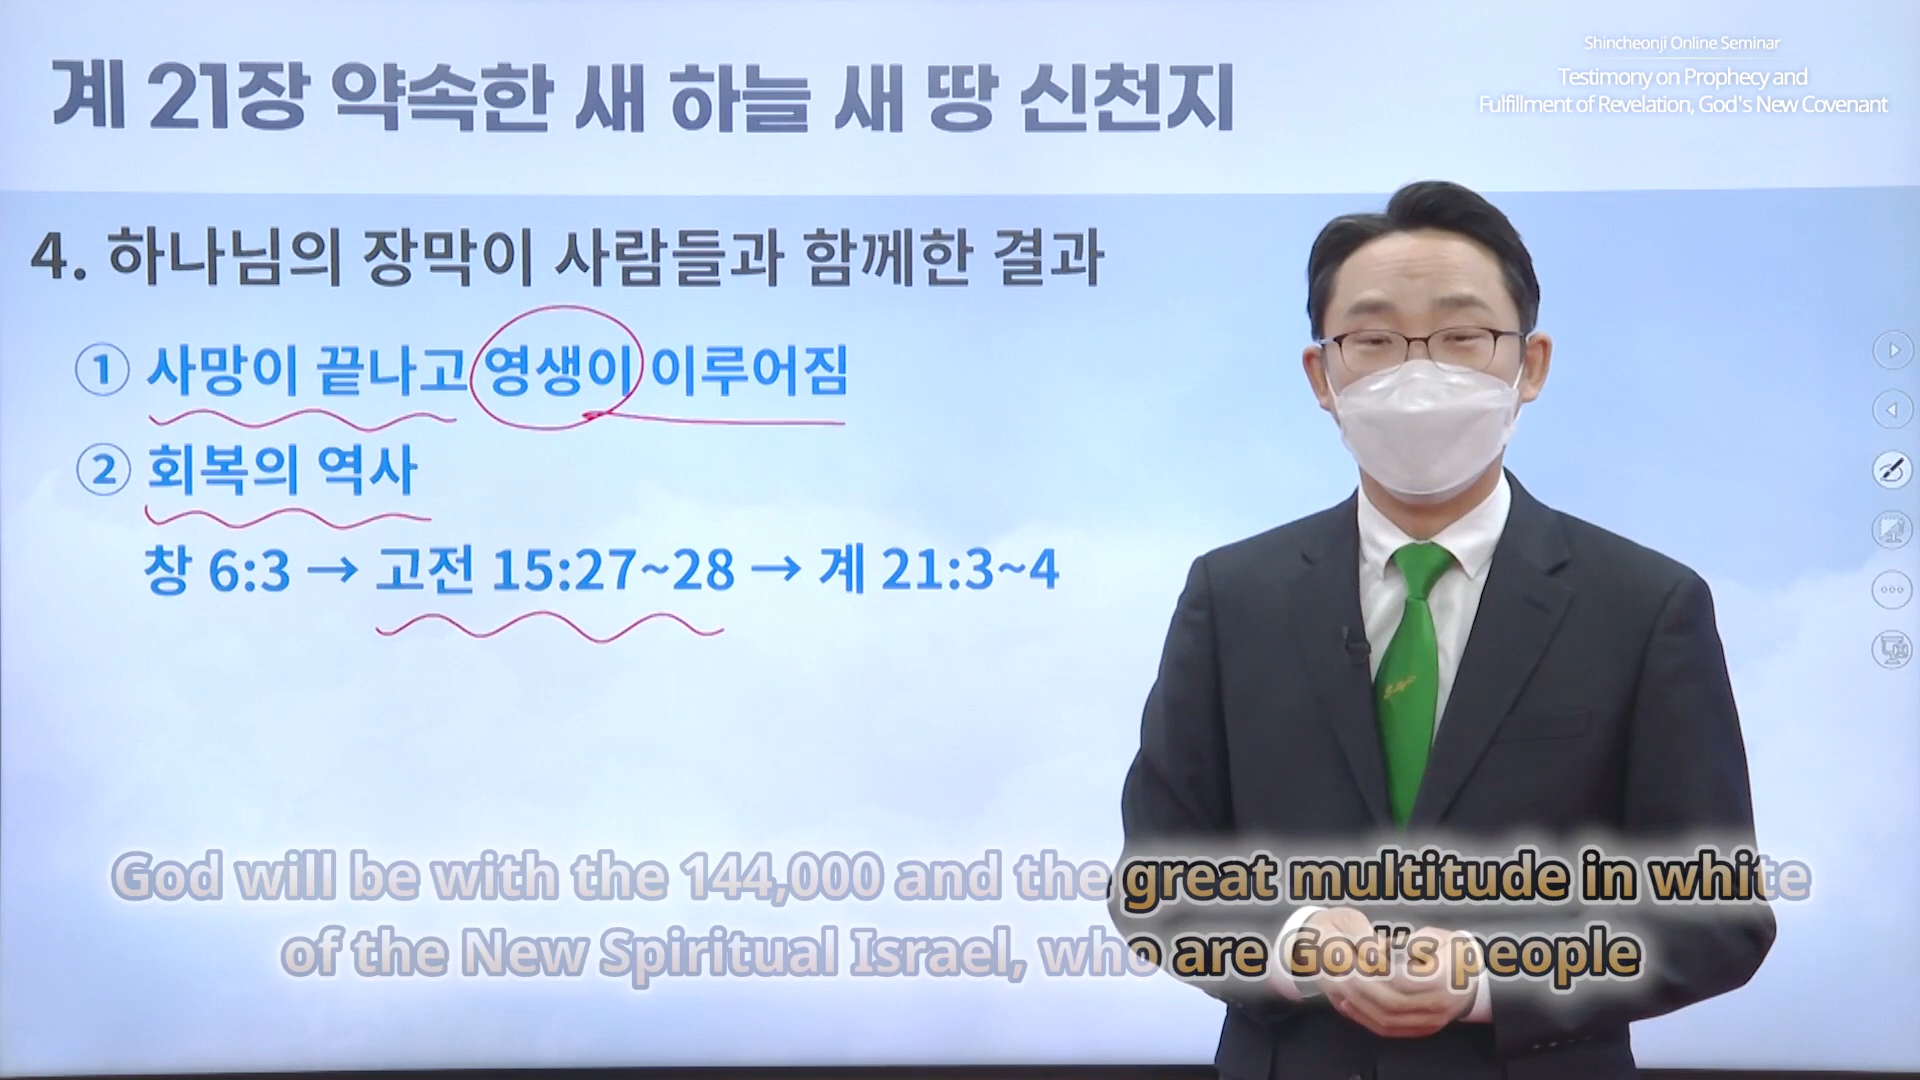 Shincheonji Online Seminar
Testimony on Prophecy and
Fulfillment of Revelation, God's New Covenant
계 21장 약속한 새 하늘 새 땅 신천지
4. 하나님의 장막이 사람들과 함께한 결과
① 사망이 끝나고 영생이 이루어짐
② 회복의 역사
창 6:3 → 고전 15:27~28 → 계 21:3~4
God will be with the 144,000 and the great multitude in white
of the New Spiritual Israel, who are God's people